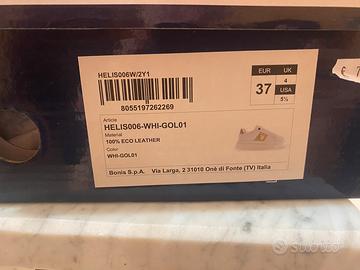 HELIS006W/2Y1
8055197262269
Article
HELIS006-WHI-GOL01
Material
100% ECO LEATHER
Color
WHI-GOL01
EUR
UK
37
4
USA
5½
Bonis S.p.A. Via Larga, 2 31010 Onè di Fonte (TV) Italia
Subito